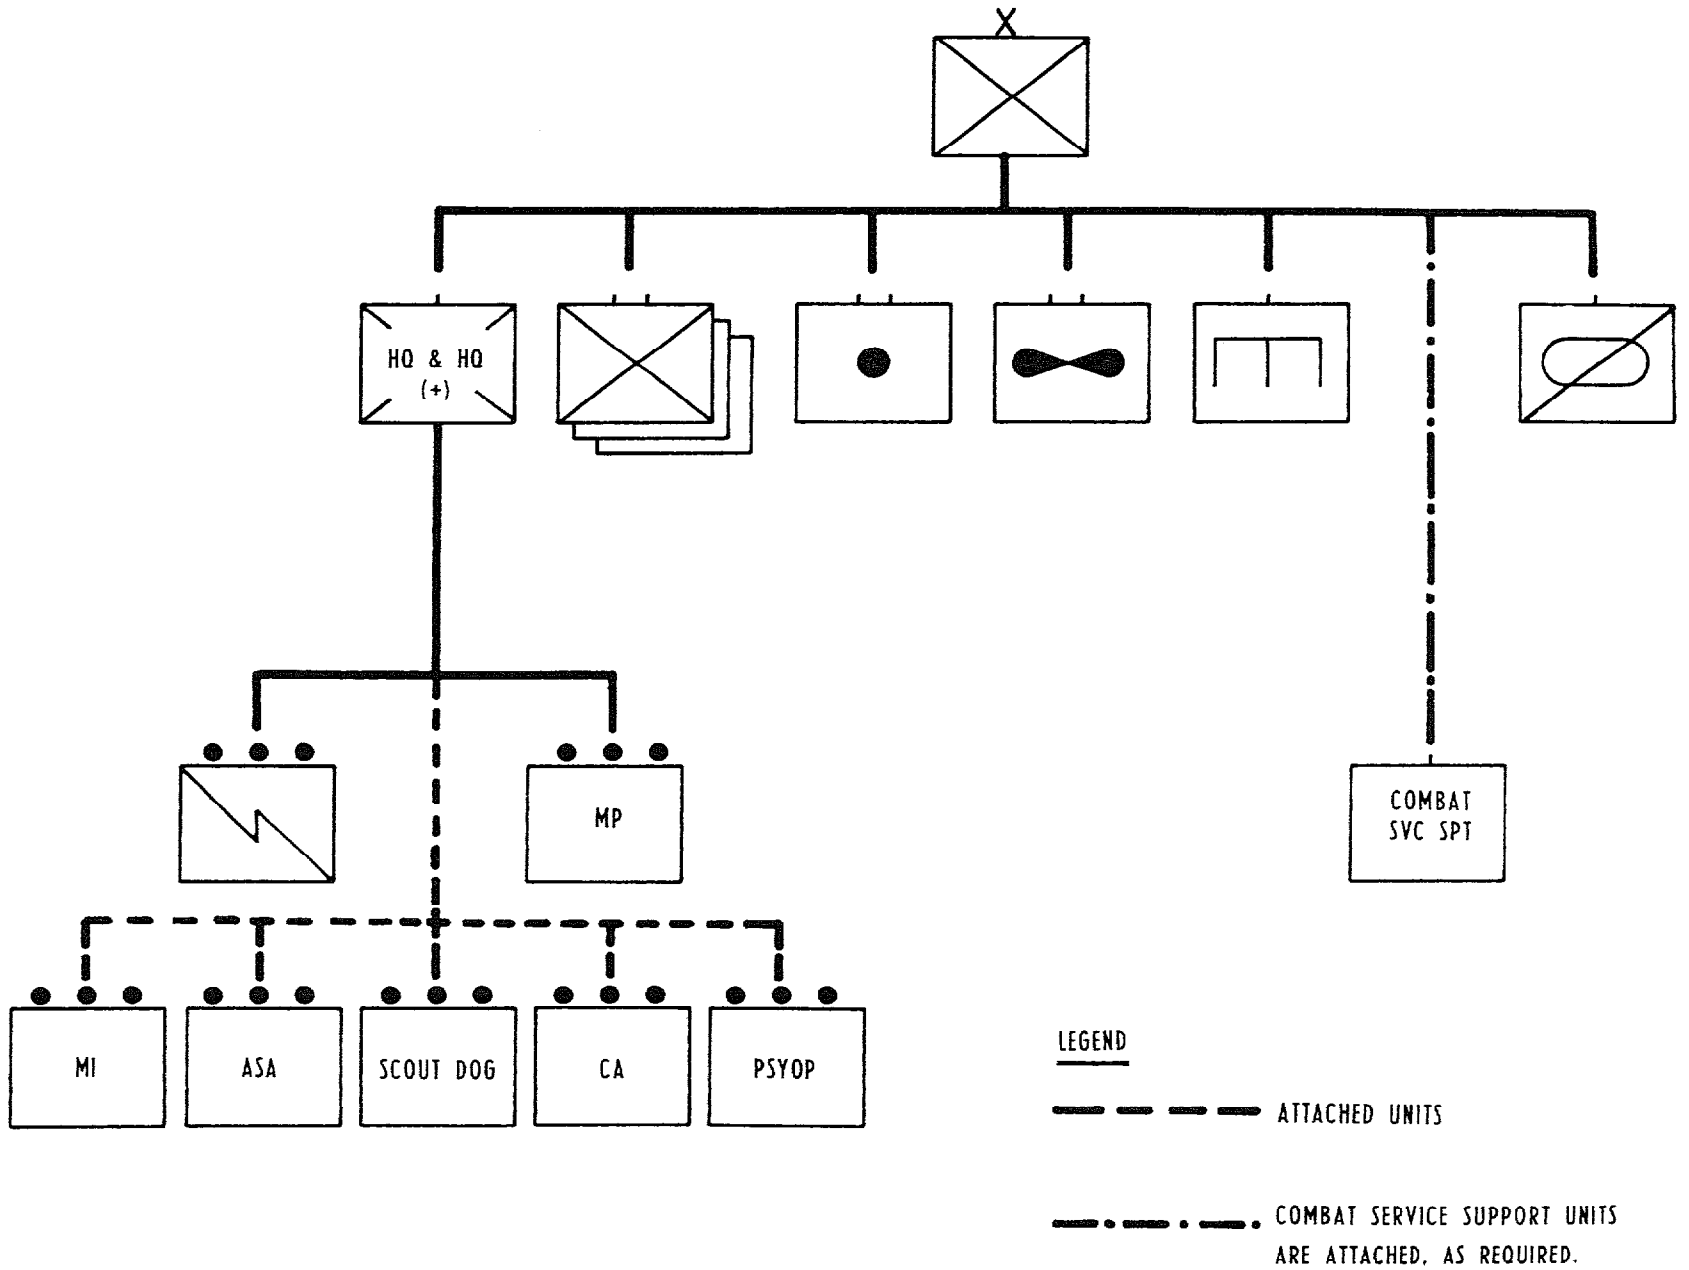 X
HQ & HQ
(+)
MP
COMBAT
SVC SPT
MI
ASA
SCOUT DOG
CA
PSYOP
LEGEND
ATTACHED UNITS
COMBAT SERVICE SUPPORT UNITS
ARE ATTACHED, AS REQUIRED.